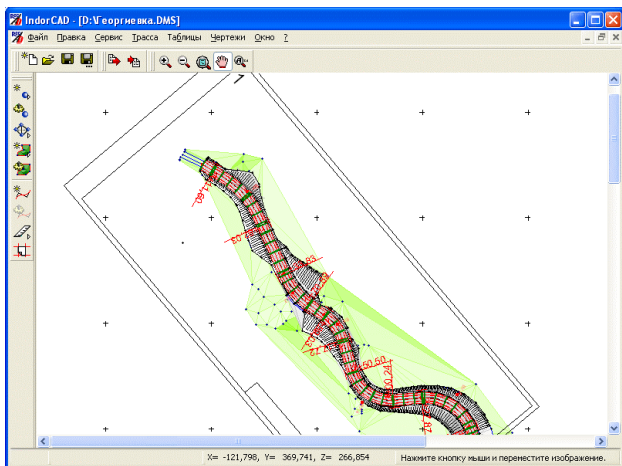 IndorCAD - [D:\Георгиевка.DMS]
Файл Правка Сервис Трасса Таблицы Чертежи Окно ?
X= -121,798, Y= 369,741, Z= 266,854 Нажмите кнопку мыши и переместите изображение.